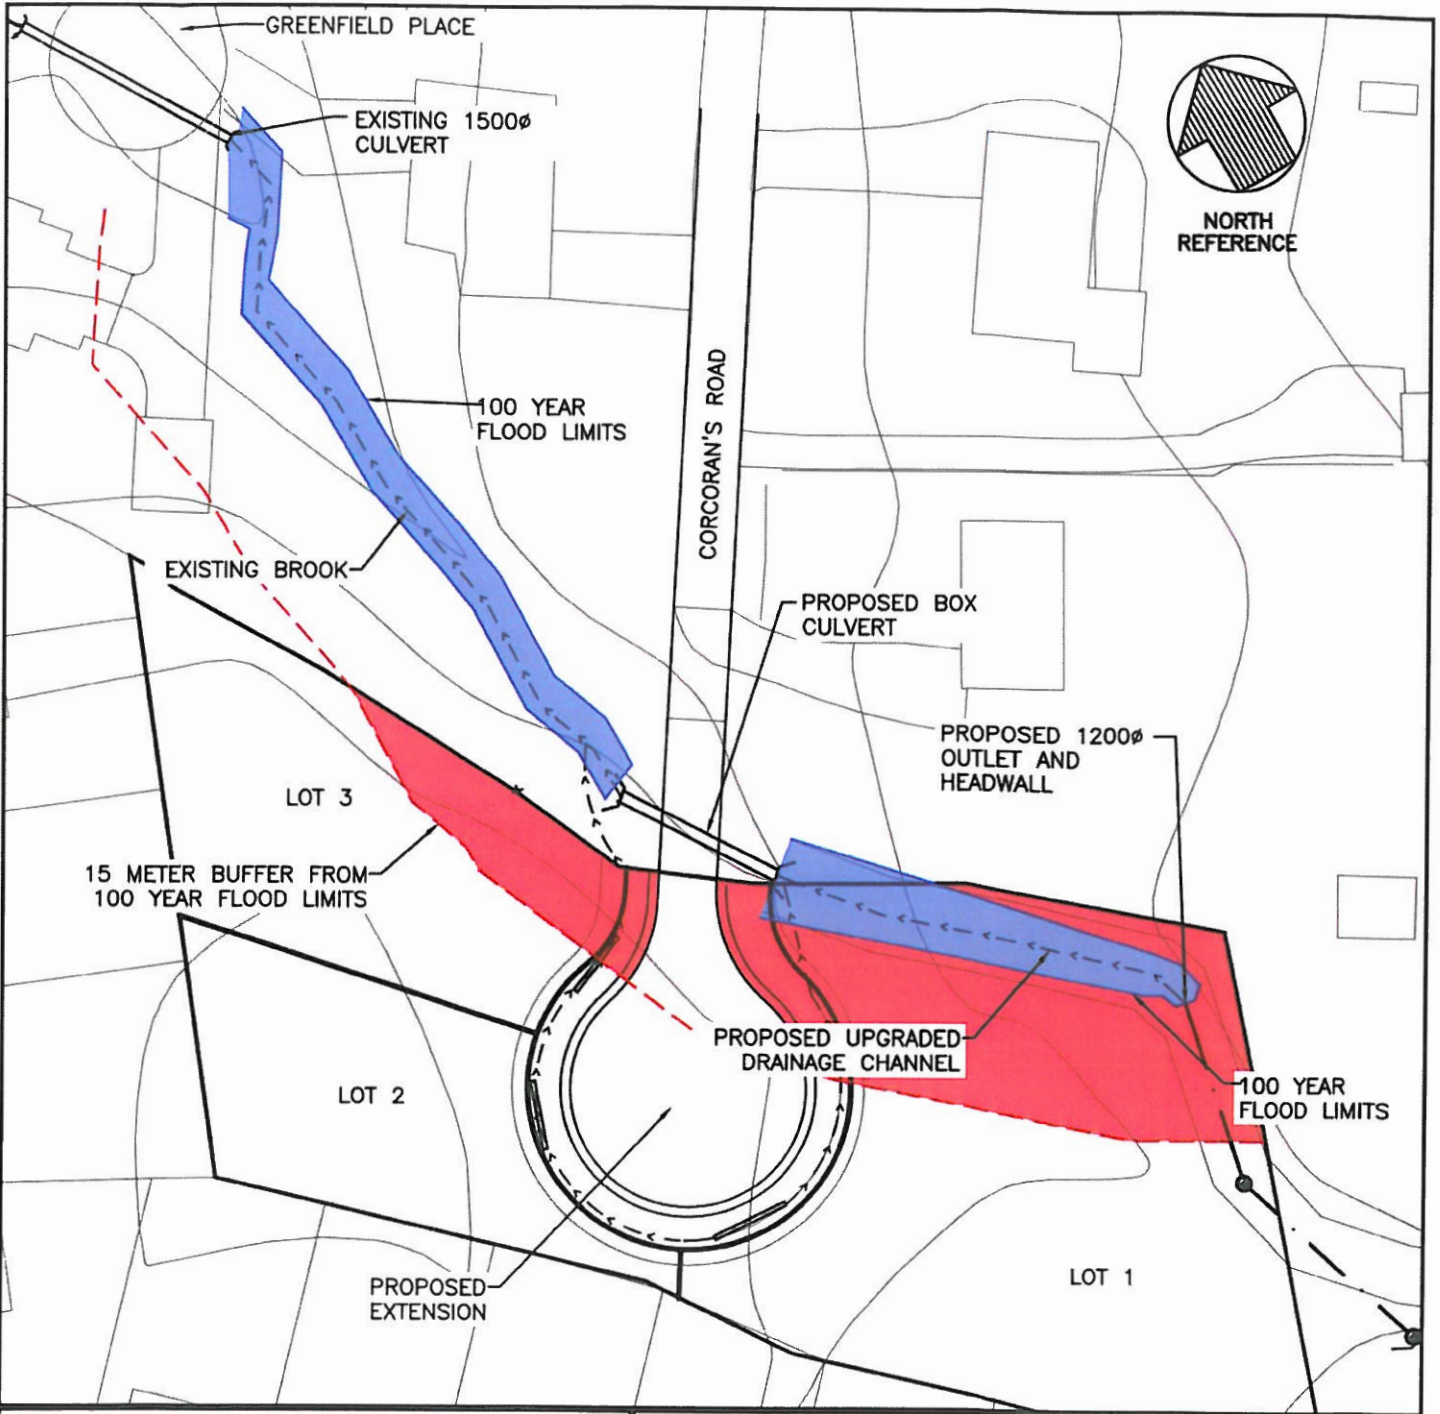 GREENFIELD PLACE
EXISTING 1500ø
CULVERT
NORTH
REFERENCE
100 YEAR
FLOOD LIMITS
CORCORAN'S ROAD
EXISTING BROOK
PROPOSED BOX
CULVERT
PROPOSED 1200ø
OUTLET AND
HEADWALL
LOT 3
15 METER BUFFER FROM
100 YEAR FLOOD LIMITS
PROPOSED UPGRADED
DRAINAGE CHANNEL
100 YEAR
FLOOD LIMITS
LOT 2
LOT 1
PROPOSED
EXTENSION